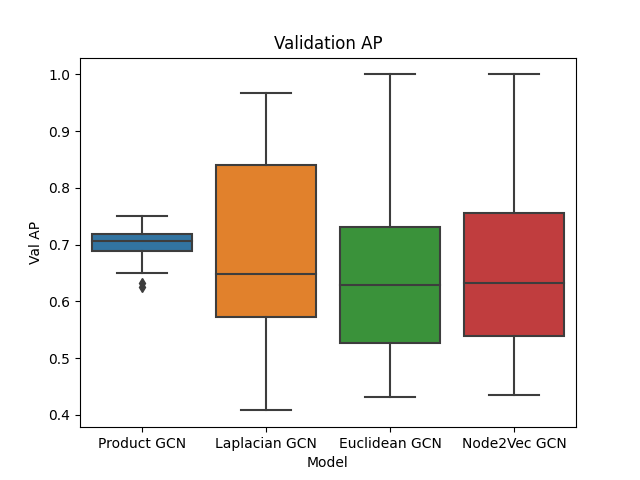 Validation AP
1.0
0.9
0.8
0.7
0.6
0.5
0.4
Val AP
Product GCN Laplacian GCN Euclidean GCN Node2Vec GCN
Model